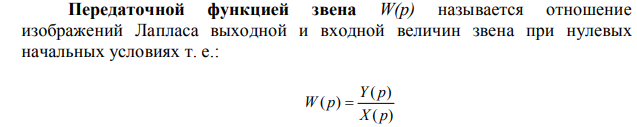 Передаточной функцией звена W(p) называется отношение
изображений Лапласа выходной и входной величин звена при нулевых
начальных условиях т. е.:
W(p) = Y(p) / X(p)